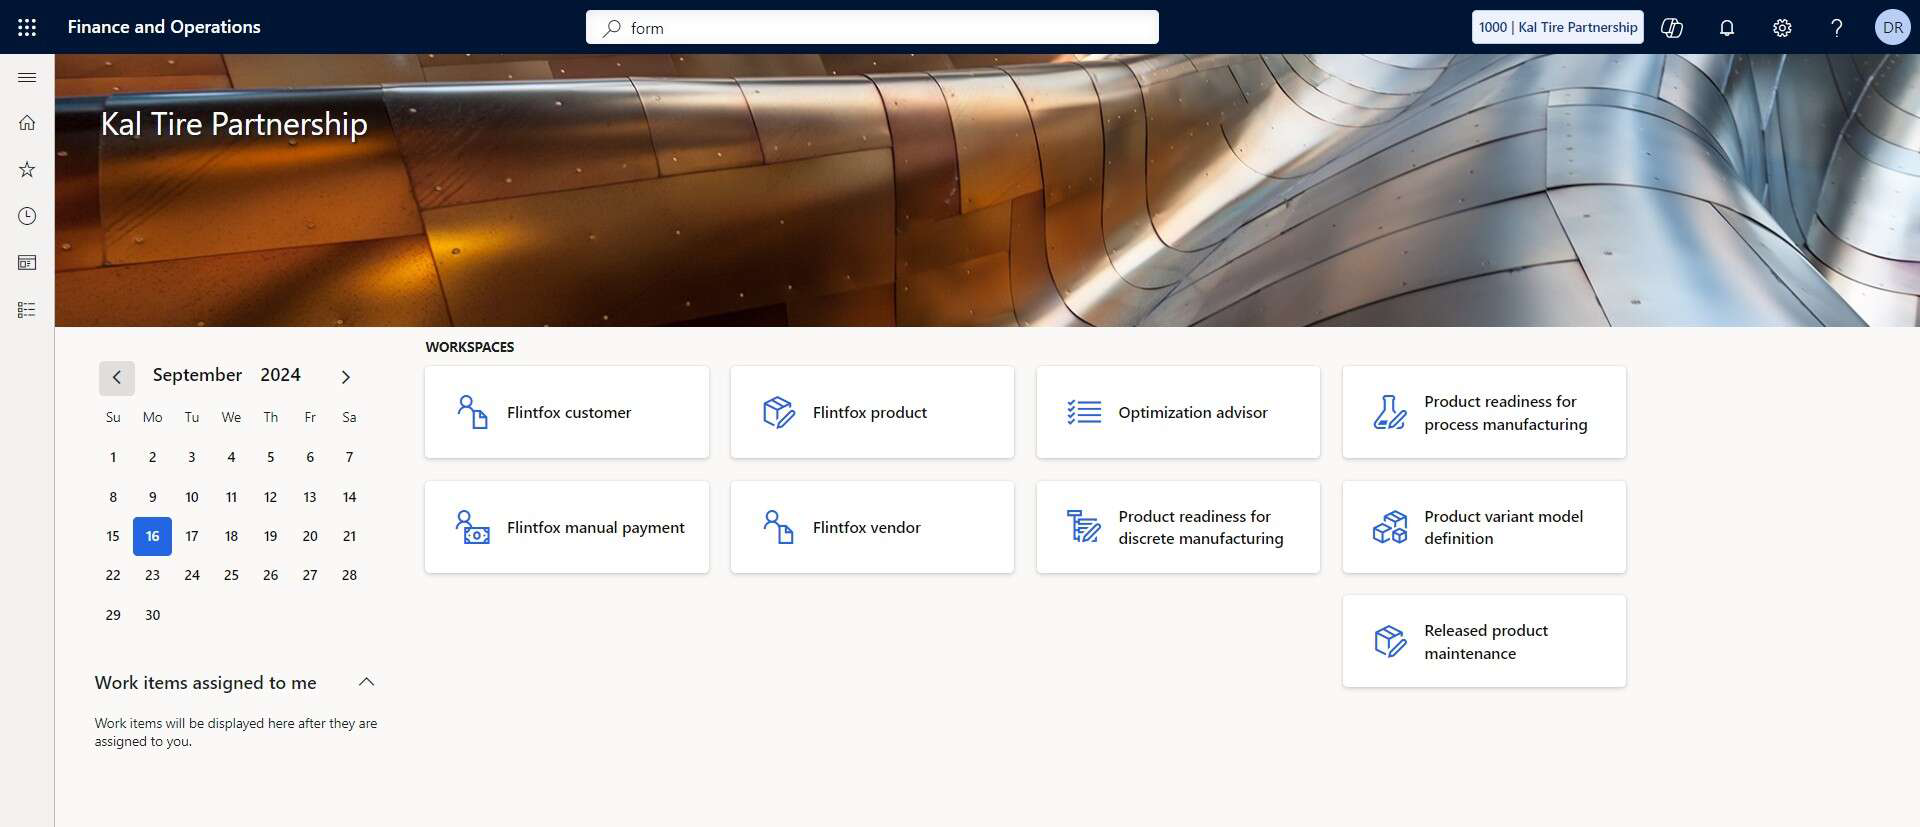 Finance and Operations
form
1000 | Kal Tire Partnership
?
DR
Kal Tire Partnership
September 2024
Su Mo Tu We Th Fr Sa
1 2 3 4 5 6 7
8 9 10 11 12 13 14
15 16 17 18 19 20 21
22 23 24 25 26 27 28
29 30
Work items assigned to me
Work items will be displayed here after they are
assigned to you.
WORKSPACES
Flintfox customer
Flintfox product
Optimization advisor
Product readiness for
process manufacturing
Flintfox manual payment
Flintfox vendor
Product readiness for
discrete manufacturing
Product variant model
definition
Released product
maintenance